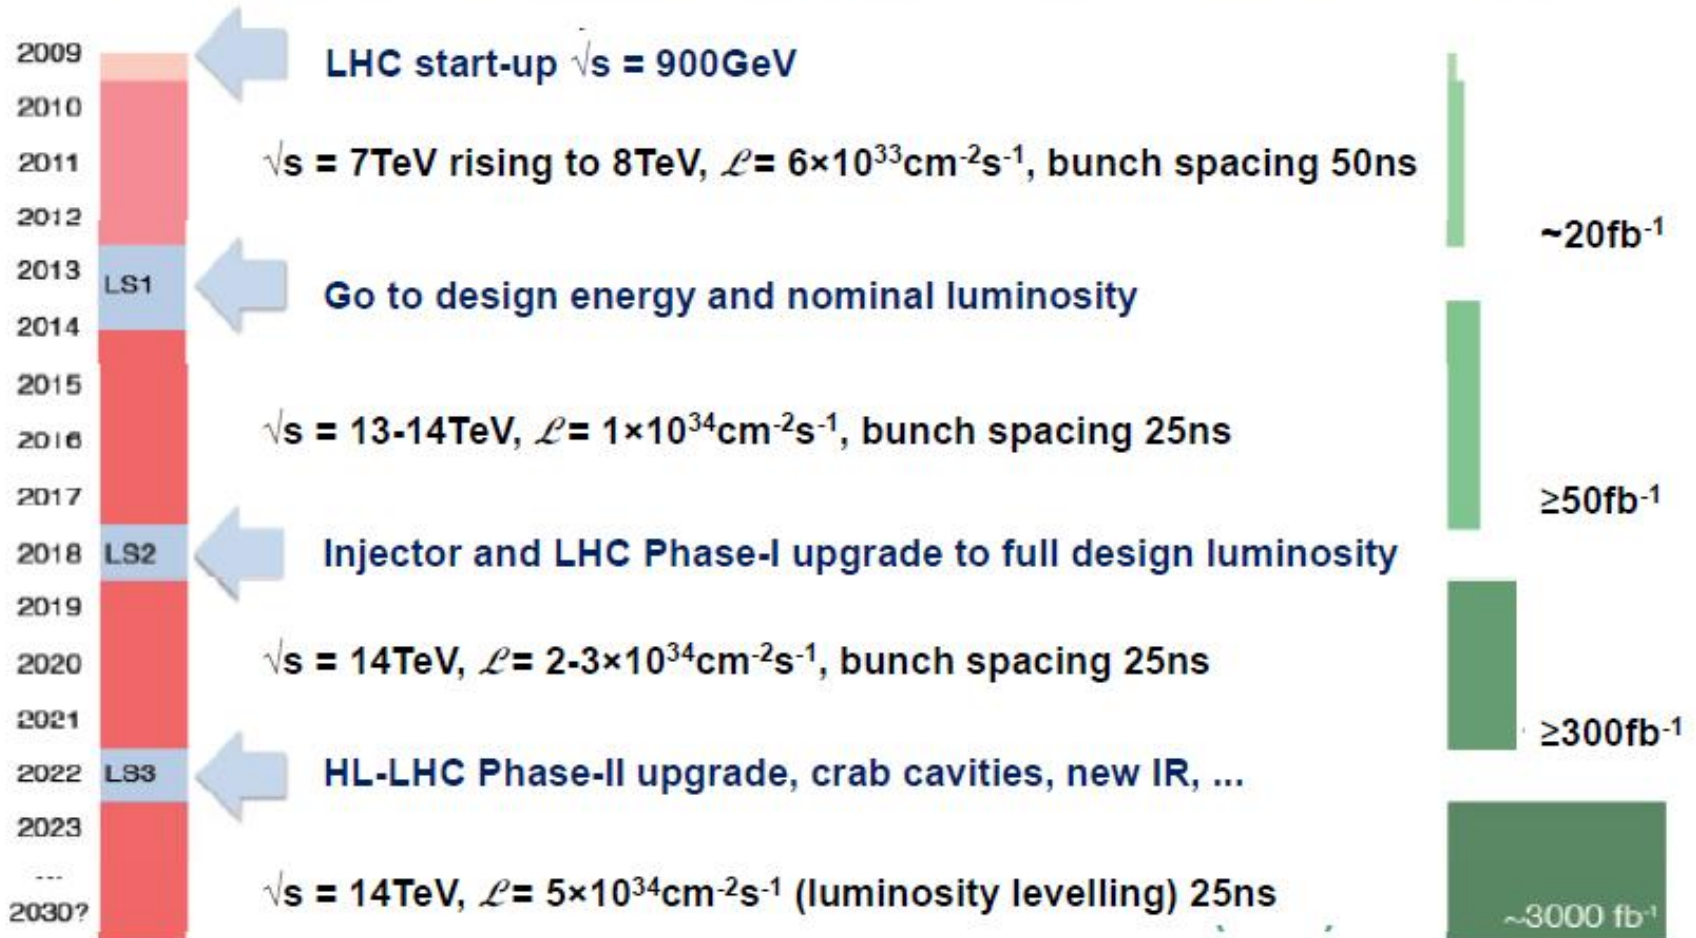 2009
LHC start-up √s = 900GeV
2010
2011
√s = 7TeV rising to 8TeV, ℒ= 6×10³³cm⁻²s⁻¹, bunch spacing 50ns
2012
~20fb⁻¹
2013
LS1
Go to design energy and nominal luminosity
2014
2015
√s = 13-14TeV, ℒ= 1×10³⁴cm⁻²s⁻¹, bunch spacing 25ns
2016
2017
≥50fb⁻¹
2018
LS2
Injector and LHC Phase-I upgrade to full design luminosity
2019
2020
√s = 14TeV, ℒ= 2-3×10³⁴cm⁻²s⁻¹, bunch spacing 25ns
2021
≥300fb⁻¹
2022
LS3
HL-LHC Phase-II upgrade, crab cavities, new IR, ...
2023
---
√s = 14TeV, ℒ= 5×10³⁴cm⁻²s⁻¹ (luminosity levelling) 25ns
2030?
~3000 fb⁻¹